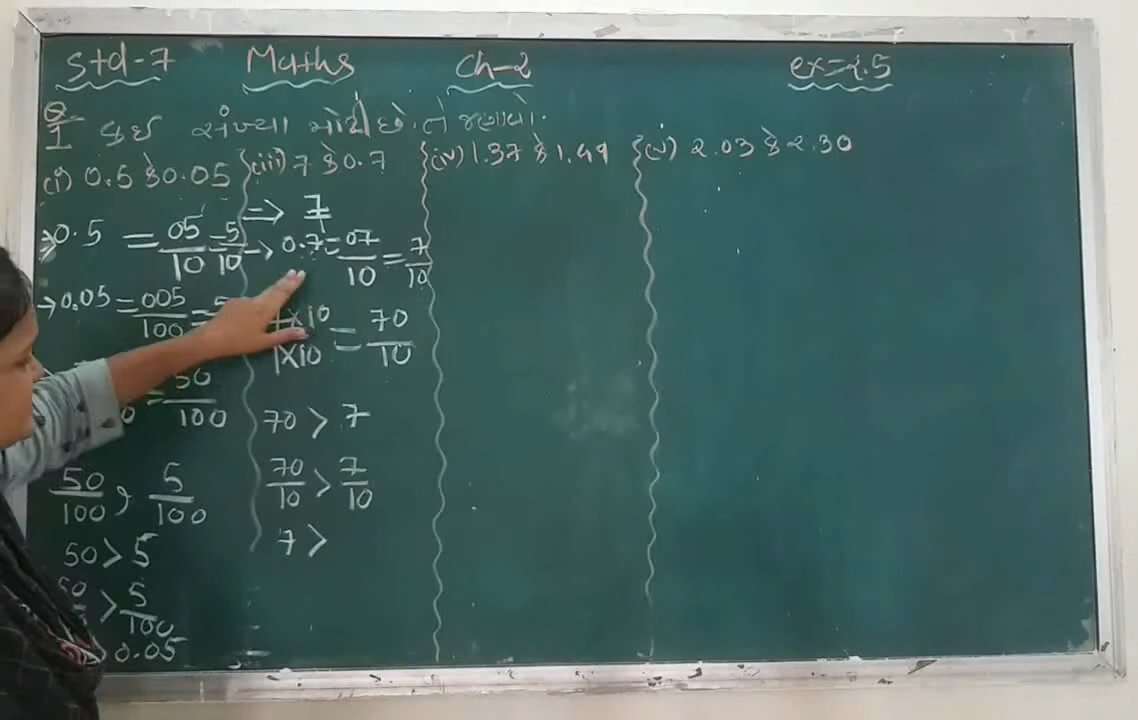 Std-7 Maths Ch-2 ex=2.5
Q-1 કઈ સંખ્યા મોટી છે. તે જણાવો.
(i) 0.5 કે 0.05
⇒ 0.5 = 05/10 = 5/10
→ 0.05 = 005/100 = 5
= 50/100
50/100 , 5/100
50 > 5
50 > 5/100
> 0.05
(iii) 7 કે 0.7
⇒ 7
→ 0.7 = 07/10 = 7/10
7×10/1×10 = 70/10
70 > 7
70/10 > 7/10
7 >
(iv) 1.37 કે 1.49
(v) 2.03 કે 2.30